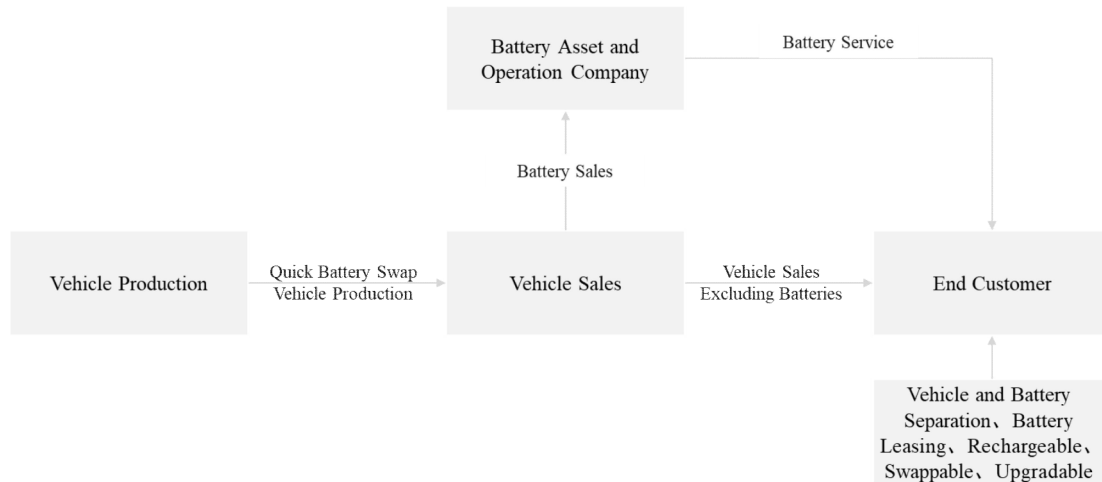 Battery Asset and
Operation Company
Battery Service
Battery Sales
Vehicle Production
Quick Battery Swap
Vehicle Production
Vehicle Sales
Vehicle Sales
Excluding Batteries
End Customer
Vehicle and Battery
Separation、Battery
Leasing、Rechargeable、
Swappable、Upgradable